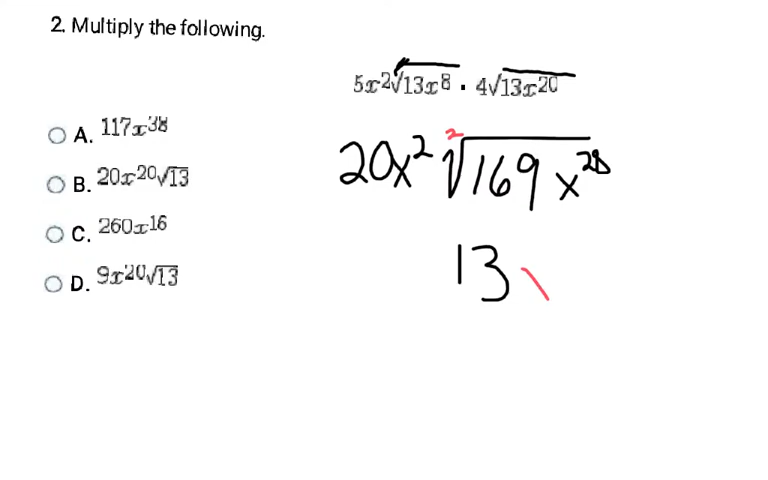 2. Multiply the following.
5x²√13x⁸ · 4√13x²⁰
A. 117x³⁸
B. 20x²⁰√13
C. 260x¹⁶
D. 9x²⁰√13
20x² ²√169 x²⁸
13